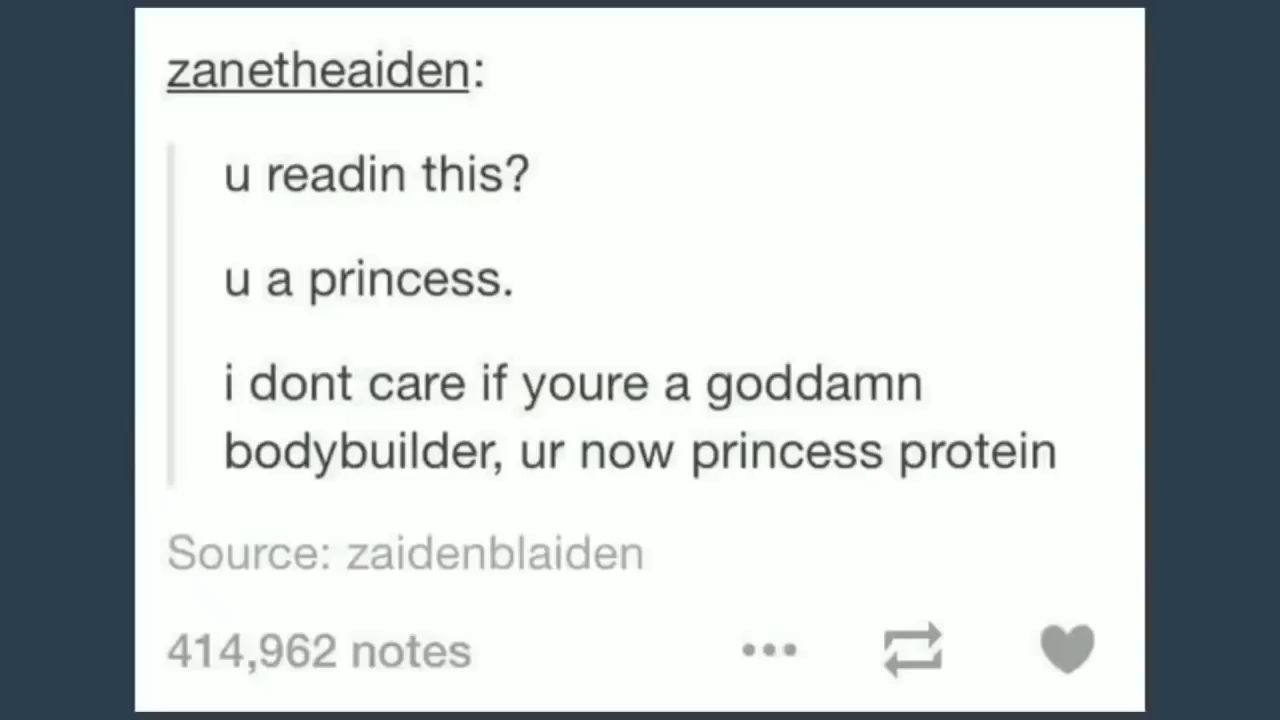 zanetheaiden:
u readin this?
u a princess.
i dont care if youre a goddamn
bodybuilder, ur now princess protein
Source: zaidenblaiden
414,962 notes